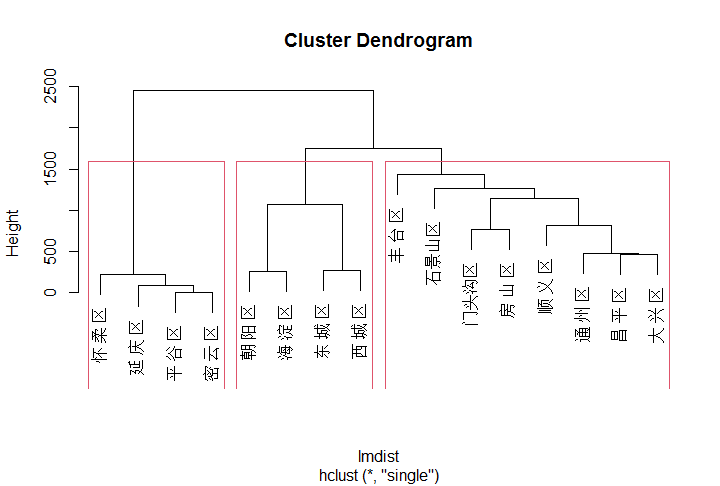 Cluster Dendrogram
Height
2500
1500
500
0
怀柔区
延庆区
平谷区
密云区
朝阳区
海淀区
东城区
西城区
丰台区
石景山区
门头沟区
房山区
顺义区
通州区
昌平区
大兴区
lmdist
hclust (*, "single")